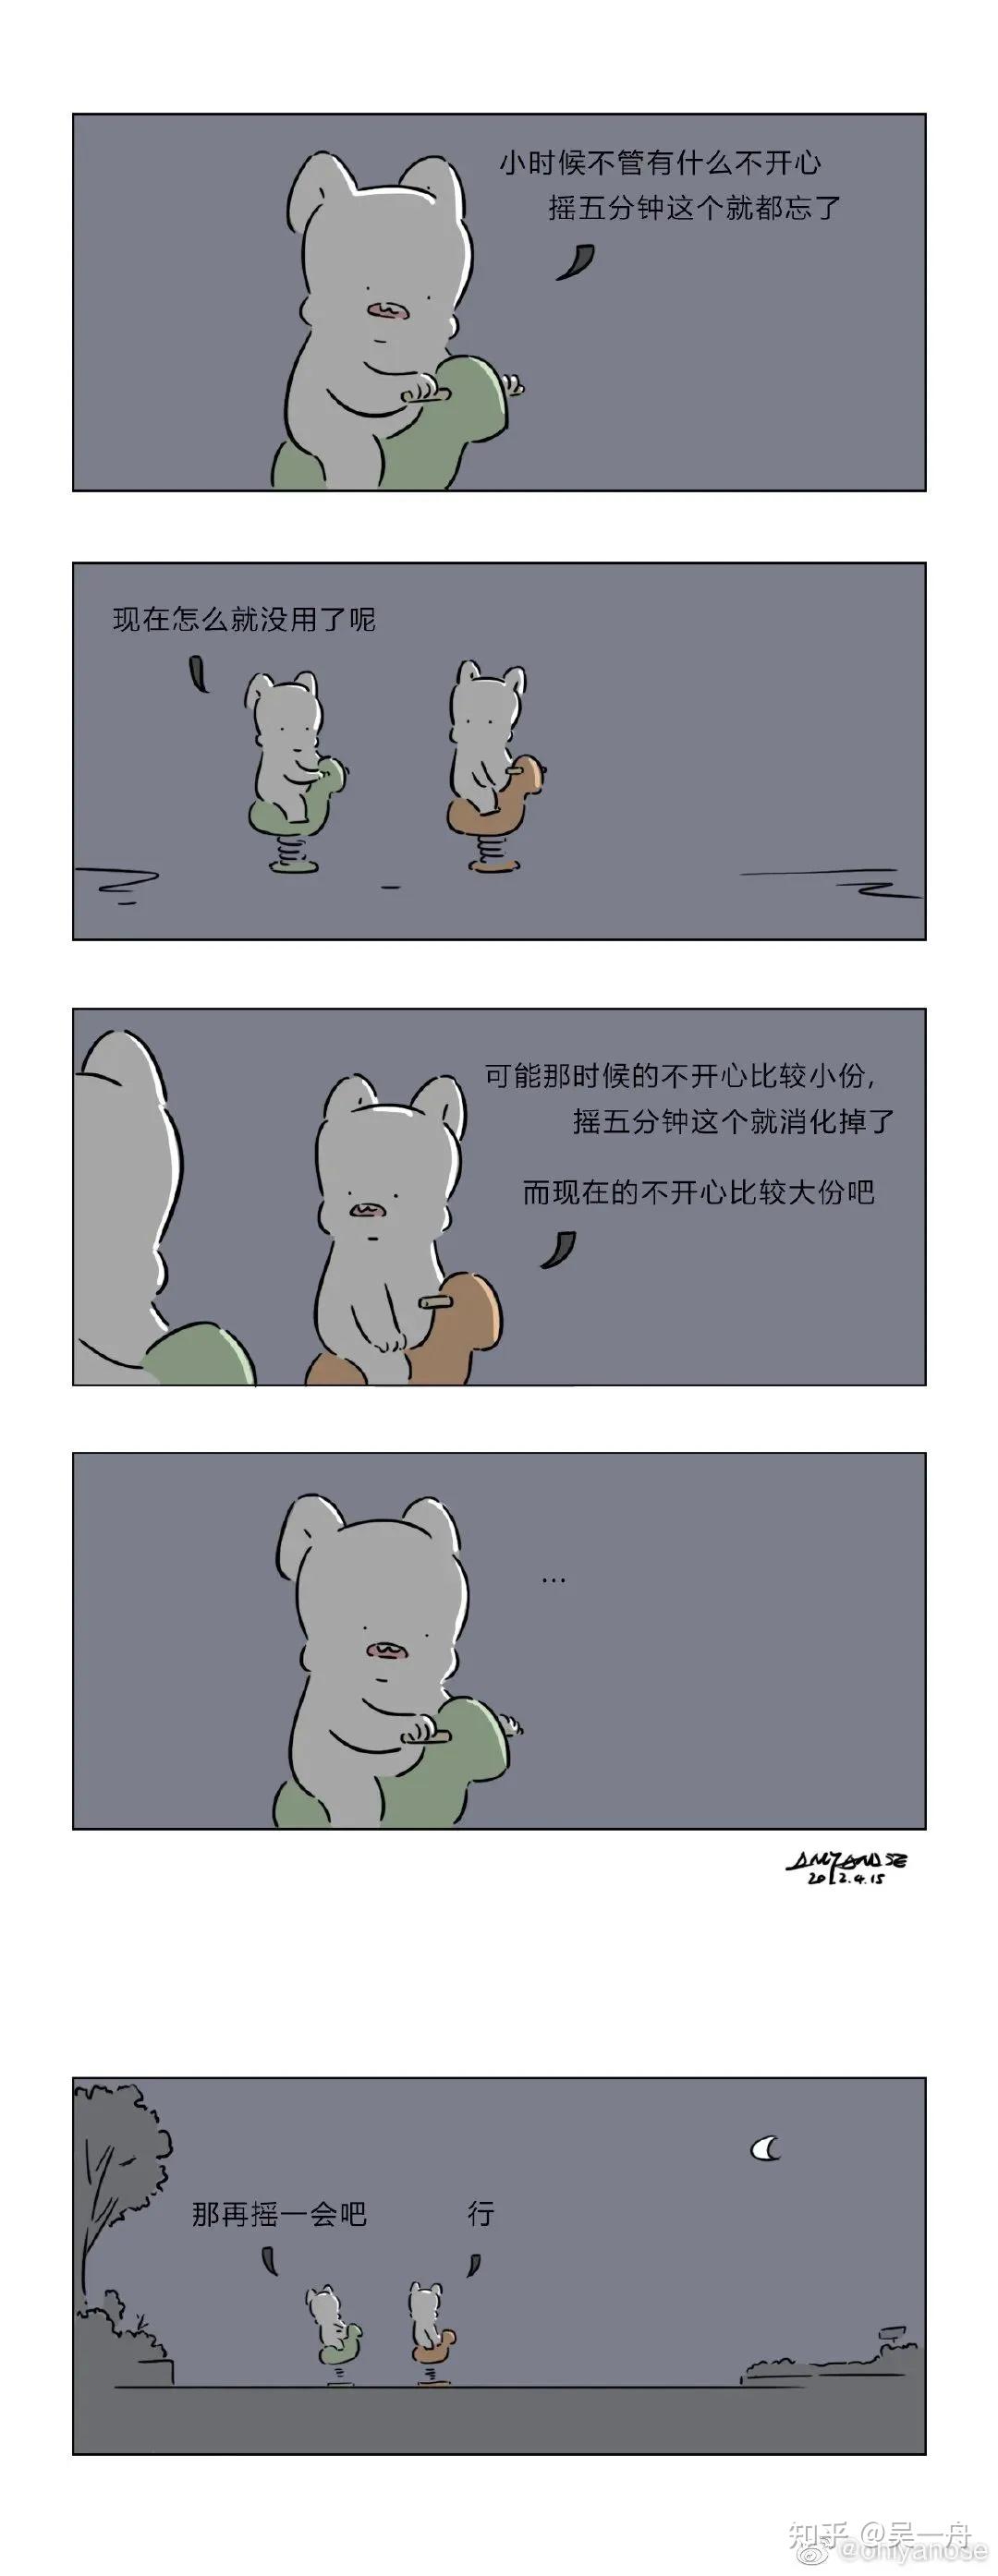 小时候不管有什么不开心
摇五分钟这个就都忘了
现在怎么就没用了呢
可能那时候的不开心比较小份，
摇五分钟这个就消化掉了
而现在的不开心比较大份吧
...
那再摇一会吧
行
知乎 @吴一舟
@onlyanose